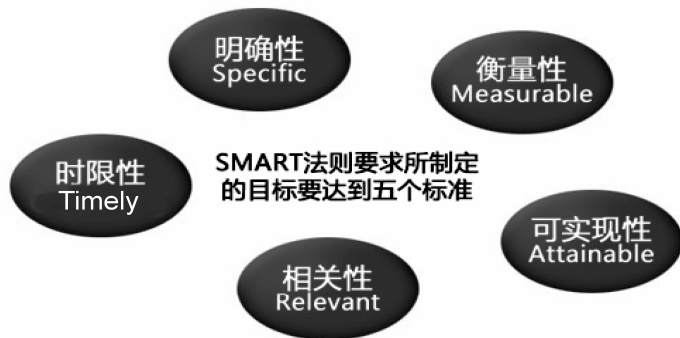 明确性
Specific
衡量性
Measurable
时限性
Timely
SMART法则要求所制定
的目标要达到五个标准
可实现性
Attainable
相关性
Relevant